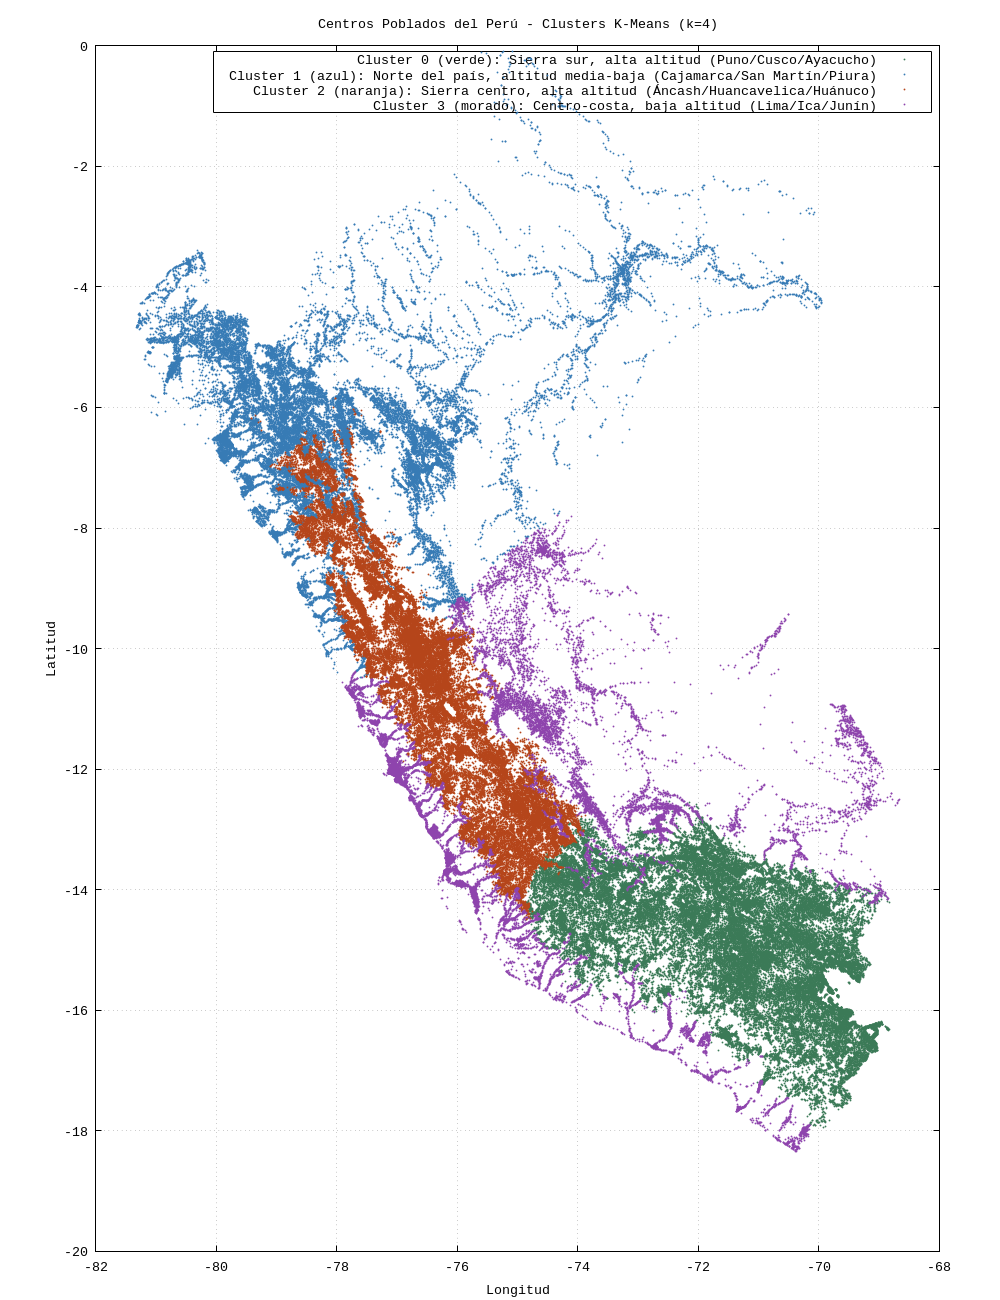 Centros Poblados del Perú - Clusters K-Means (k=4)
Cluster 0 (verde): Sierra sur, alta altitud (Puno/Cusco/Ayacucho)
Cluster 1 (azul): Norte del país, altitud media-baja (Cajamarca/San Martín/Piura)
Cluster 2 (naranja): Sierra centro, alta altitud (Áncash/Huancavelica/Huánuco)
Cluster 3 (morado): Centro-costa, baja altitud (Lima/Ica/Junín)
0
-2
-4
-6
-8
-10
-12
-14
-16
-18
-20
Latitud
-82 -80 -78 -76 -74 -72 -70 -68
Longitud